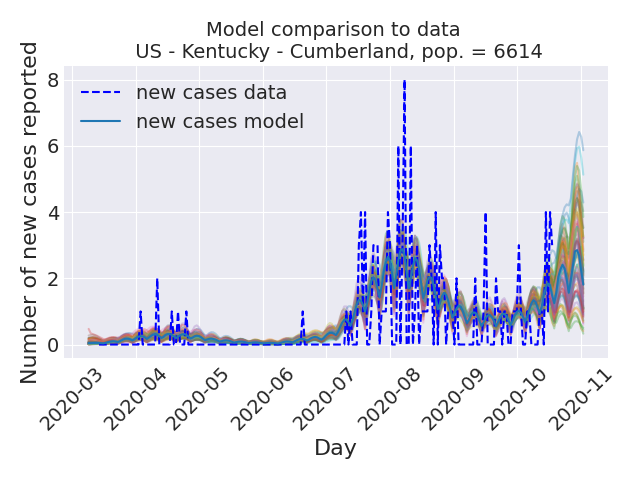 Model comparison to data
US - Kentucky - Cumberland, pop. = 6614
Number of new cases reported
8
6
4
2
0
new cases data
new cases model
2020-03
2020-04
2020-05
2020-06
2020-07
2020-08
2020-09
2020-10
2020-11
Day